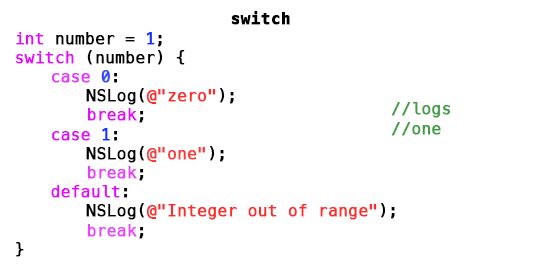 switch
int number = 1;
switch (number) {
case 0:
NSLog(@"zero");
break;
case 1:
NSLog(@"one");
break;
default:
NSLog(@"Integer out of range");
break;
}
//logs
//one